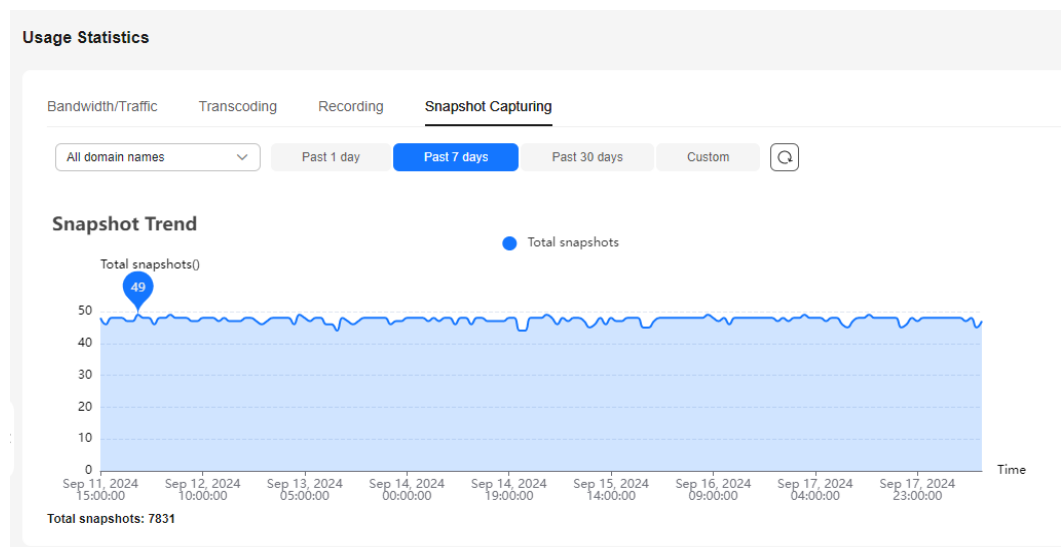 Usage Statistics
Bandwidth/Traffic Transcoding Recording Snapshot Capturing
All domain names Past 1 day Past 7 days Past 30 days Custom
Snapshot Trend
Total snapshots
Total snapshots()
49
50
40
30
20
10
0
Time
Sep 11, 2024 Sep 12, 2024 Sep 13, 2024 Sep 14, 2024 Sep 14, 2024 Sep 15, 2024 Sep 16, 2024 Sep 17, 2024 Sep 17, 2024
15:00:00 10:00:00 05:00:00 00:00:00 19:00:00 14:00:00 09:00:00 04:00:00 23:00:00
Total snapshots: 7831